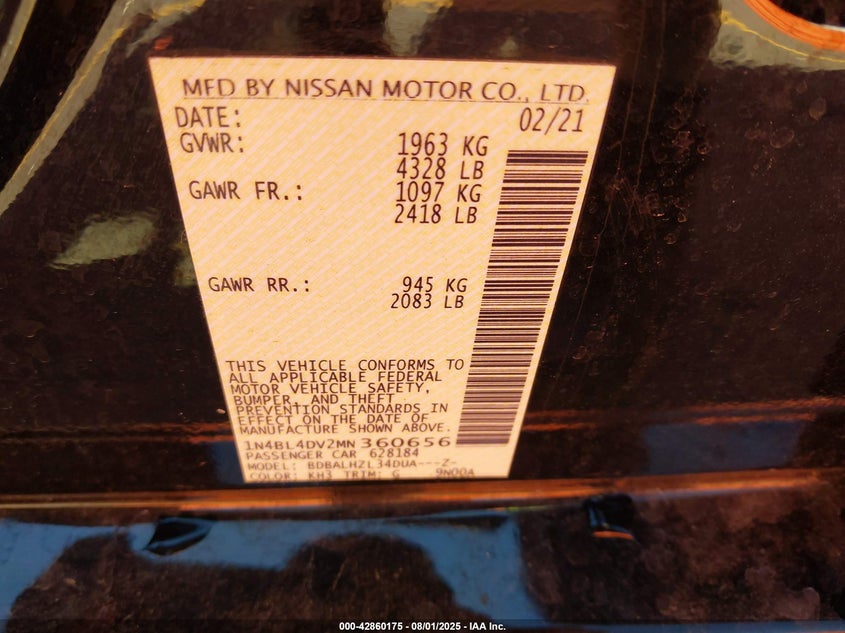 MFD BY NISSAN MOTOR CO., LTD.
DATE: 02/21
GVWR: 1963 KG
4328 LB
GAWR FR.: 1097 KG
2418 LB
GAWR RR.: 945 KG
2083 LB
THIS VEHICLE CONFORMS TO
ALL APPLICABLE FEDERAL
MOTOR VEHICLE SAFETY,
BUMPER, AND THEFT
PREVENTION STANDARDS IN
EFFECT ON THE DATE OF
MANUFACTURE SHOWN ABOVE.
1N4BL4DV2MN360656
PASSENGER CAR 628184
MODEL: BDBALHZL34DUA---Z-
COLOR: KH3 TRIM: G 9N00A
000-42860175 - 08/01/2025 - IAA Inc.